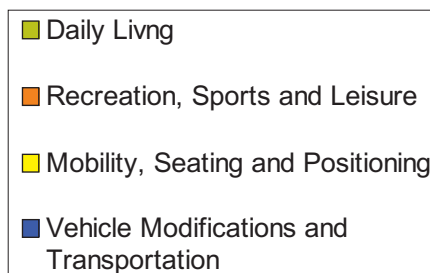 Daily Livng
Recreation, Sports and Leisure
Mobility, Seating and Positioning
Vehicle Modifications and
Transportation